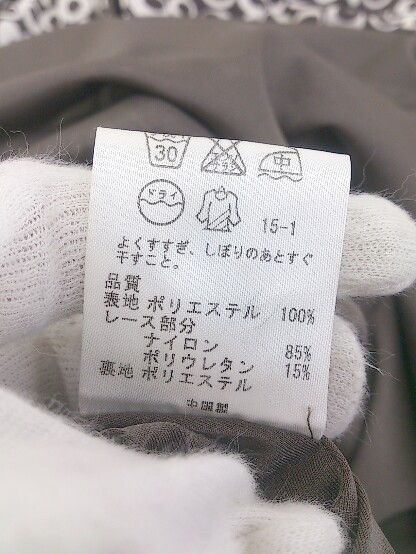 30
中
ドライ
15-1
よくすすぎ、しぼりのあとすぐ
干すこと。
品質
表地 ポリエステル 100%
レース部分
ナイロン 85%
ポリウレタン 15%
裏地 ポリエステル
中国製